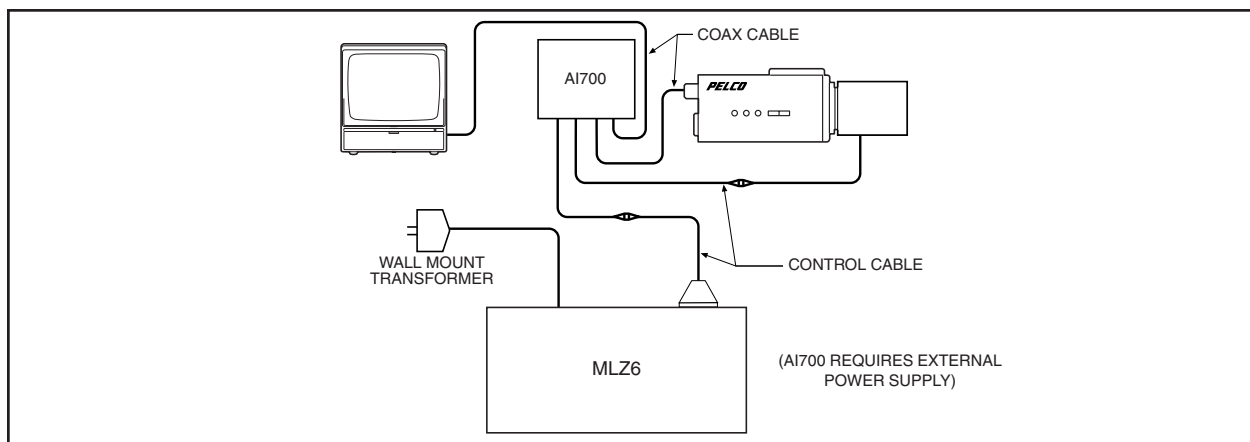 COAX CABLE
AI700
PELCO
WALL MOUNT
TRANSFORMER
CONTROL CABLE
MLZ6
(AI700 REQUIRES EXTERNAL
POWER SUPPLY)